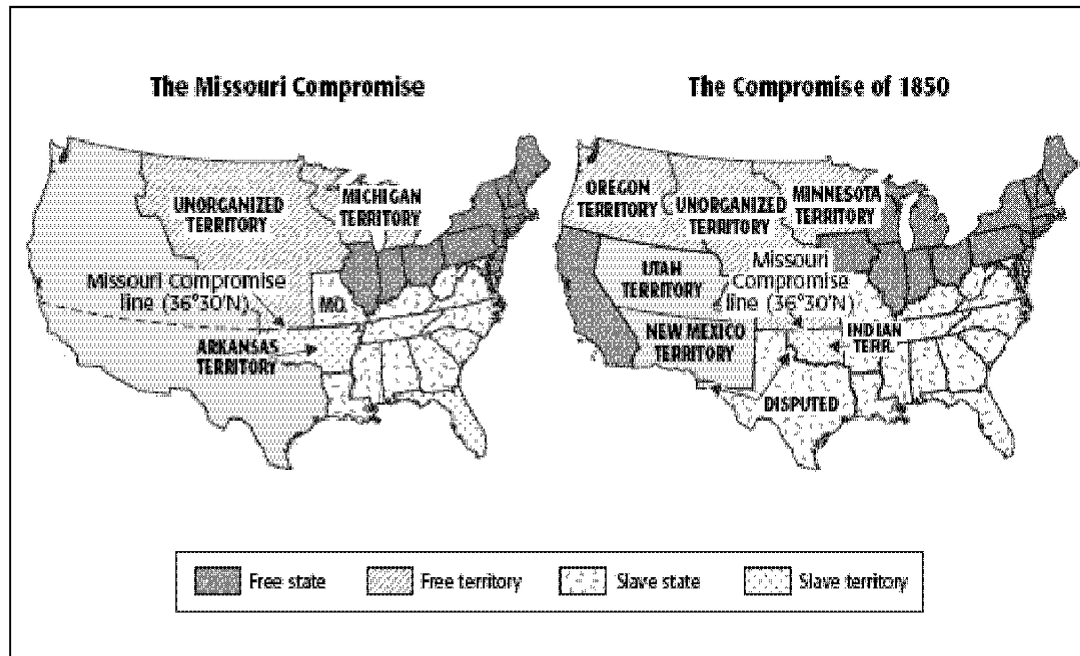 The Missouri Compromise
UNORGANIZED
TERRITORY
MICHIGAN
TERRITORY
Missouri Compromise
line (36°30'N)
MO.
ARKANSAS
TERRITORY
The Compromise of 1850
OREGON
TERRITORY
UNORGANIZED
TERRITORY
MINNESOTA
TERRITORY
UTAH
TERRITORY
Missouri
Compromise
line (36°30'N)
NEW MEXICO
TERRITORY
INDIAN
TERR.
DISPUTED
Free state
Free territory
Slave state
Slave territory